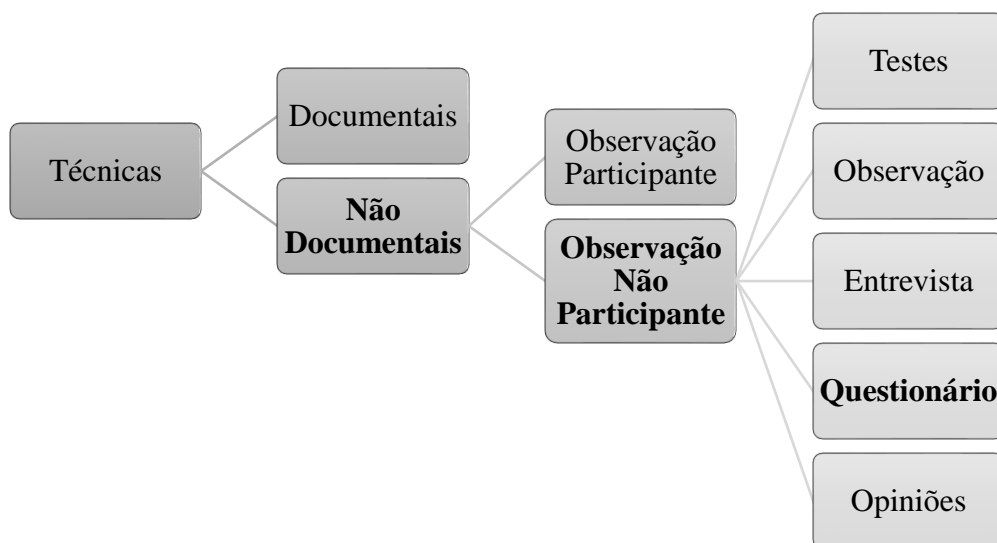 Técnicas
Documentais
Não
Documentais
Observação
Participante
Observação
Não
Participante
Testes
Observação
Entrevista
Questionário
Opiniões